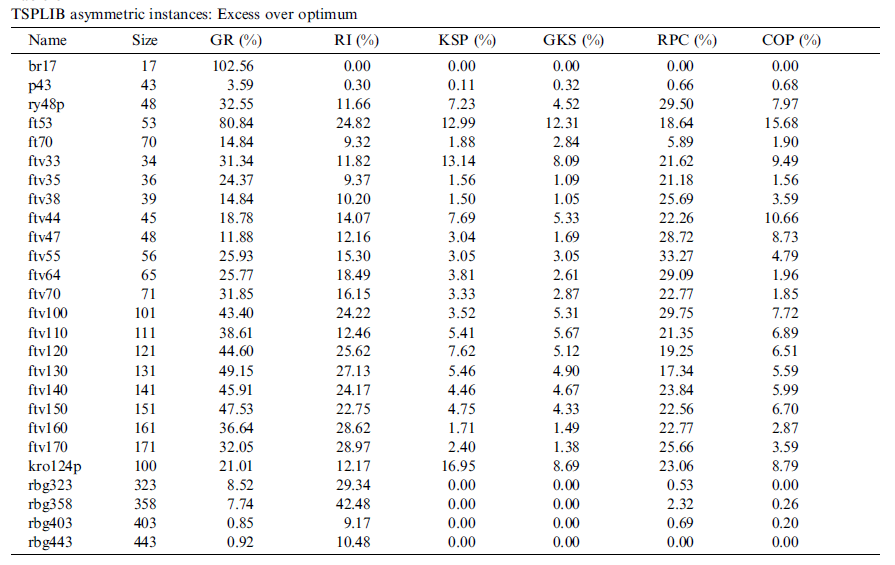 TSPLIB asymmetric instances: Excess over optimum
Name Size GR (%) RI (%) KSP (%) GKS (%) RPC (%) COP (%)
br17 17 102.56 0.00 0.00 0.00 0.00 0.00
p43 43 3.59 0.30 0.11 0.32 0.66 0.68
ry48p 48 32.55 11.66 7.23 4.52 29.50 7.97
ft53 53 80.84 24.82 12.99 12.31 18.64 15.68
ft70 70 14.84 9.32 1.88 2.84 5.89 1.90
ftv33 34 31.34 11.82 13.14 8.09 21.62 9.49
ftv35 36 24.37 9.37 1.56 1.09 21.18 1.56
ftv38 39 14.84 10.20 1.50 1.05 25.69 3.59
ftv44 45 18.78 14.07 7.69 5.33 22.26 10.66
ftv47 48 11.88 12.16 3.04 1.69 28.72 8.73
ftv55 56 25.93 15.30 3.05 3.05 33.27 4.79
ftv64 65 25.77 18.49 3.81 2.61 29.09 1.96
ftv70 71 31.85 16.15 3.33 2.87 22.77 1.85
ftv100 101 43.40 24.22 3.52 5.31 29.75 7.72
ftv110 111 38.61 12.46 5.41 5.67 21.35 6.89
ftv120 121 44.60 25.62 7.62 5.12 19.25 6.51
ftv130 131 49.15 27.13 5.46 4.90 17.34 5.59
ftv140 141 45.91 24.17 4.46 4.67 23.84 5.99
ftv150 151 47.53 22.75 4.75 4.33 22.56 6.70
ftv160 161 36.64 28.62 1.71 1.49 22.77 2.87
ftv170 171 32.05 28.97 2.40 1.38 25.66 3.59
kro124p 100 21.01 12.17 16.95 8.69 23.06 8.79
rbg323 323 8.52 29.34 0.00 0.00 0.53 0.00
rbg358 358 7.74 42.48 0.00 0.00 2.32 0.26
rbg403 403 0.85 9.17 0.00 0.00 0.69 0.20
rbg443 443 0.92 10.48 0.00 0.00 0.00 0.00